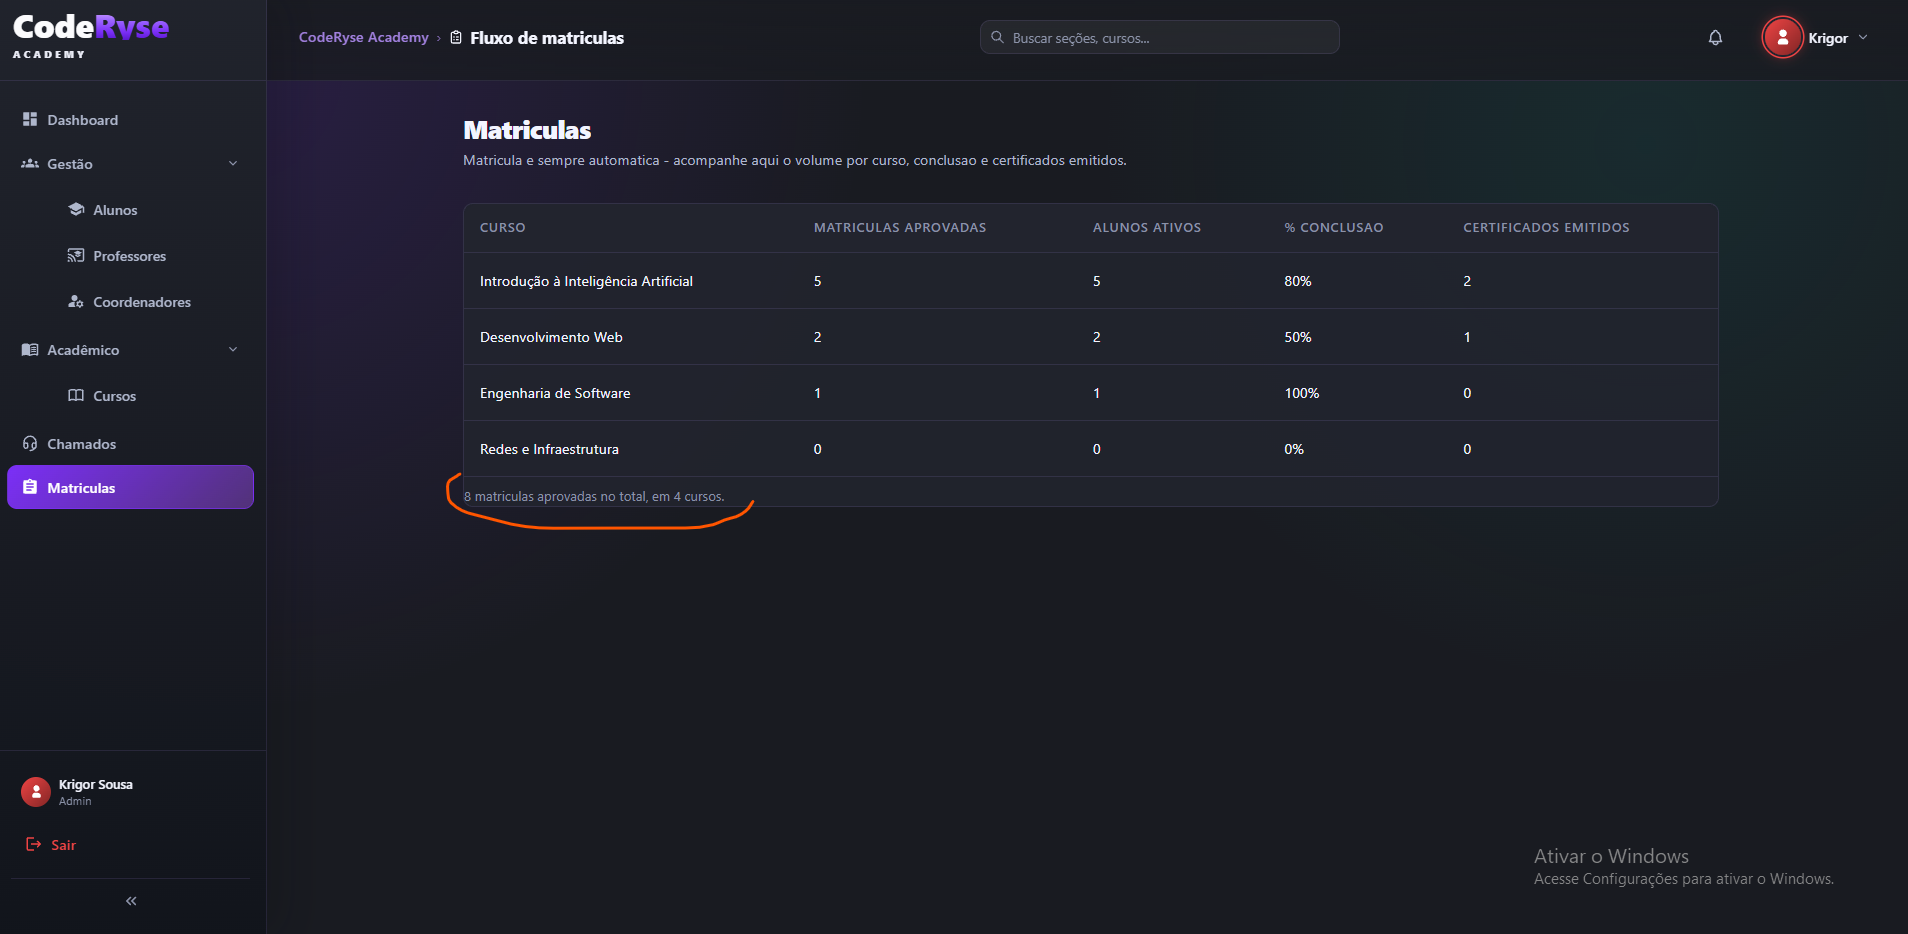 CodeRyse
ACADEMY
CodeRyse Academy › Fluxo de matriculas
Buscar seções, cursos...
Krigor
Dashboard
Gestão
Alunos
Professores
Coordenadores
Acadêmico
Cursos
Chamados
Matriculas
Matriculas
Matricula e sempre automatica - acompanhe aqui o volume por curso, conclusao e certificados emitidos.
CURSO MATRICULAS APROVADAS ALUNOS ATIVOS % CONCLUSAO CERTIFICADOS EMITIDOS
Introdução à Inteligência Artificial 5 5 80% 2
Desenvolvimento Web 2 2 50% 1
Engenharia de Software 1 1 100% 0
Redes e Infraestrutura 0 0 0% 0
8 matriculas aprovadas no total, em 4 cursos.
Krigor Sousa
Admin
Sair
«
Ativar o Windows
Acesse Configurações para ativar o Windows.